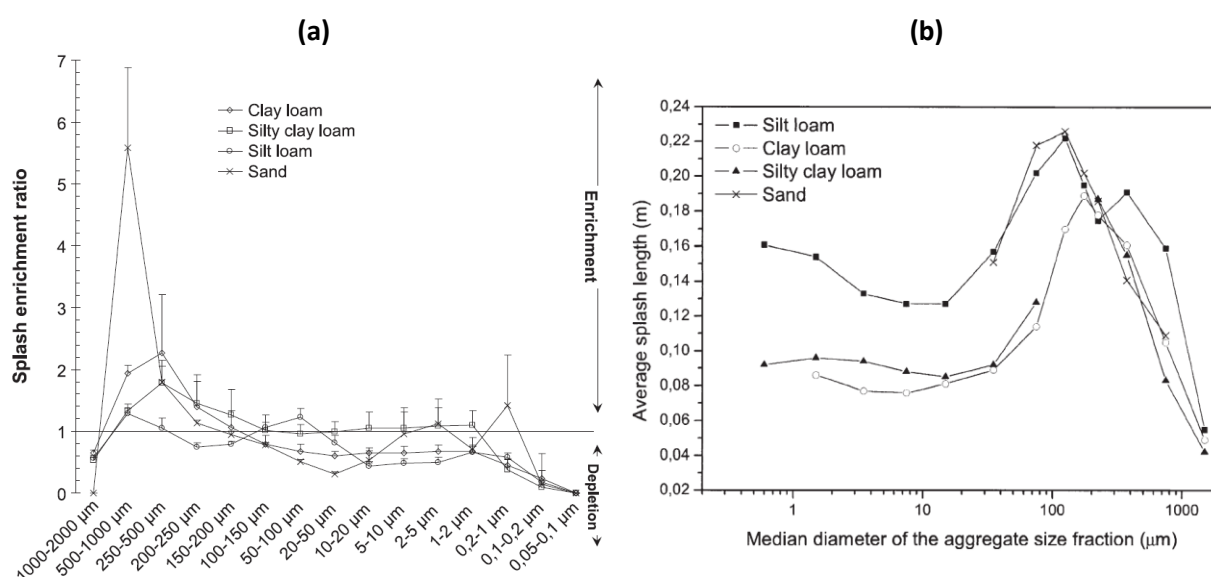 (a)
7
6
5
4
3
2
1
0
Splash enrichment ratio
Clay loam
Silty clay loam
Silt loam
Sand
Enrichment
Depletion
1000-2000 µm
500-1000 µm
250-500 µm
200-250 µm
150-200 µm
100-150 µm
50-100 µm
20-50 µm
10-20 µm
5-10 µm
2-5 µm
1-2 µm
0,2-1 µm
0,1-0,2 µm
0,05-0,1 µm
(b)
0,24
0,22
0,20
0,18
0,16
0,14
0,12
0,10
0,08
0,06
0,04
0,02
Average splash length (m)
Silt loam
Clay loam
Silty clay loam
Sand
1
10
100
1000
Median diameter of the aggregate size fraction (µm)